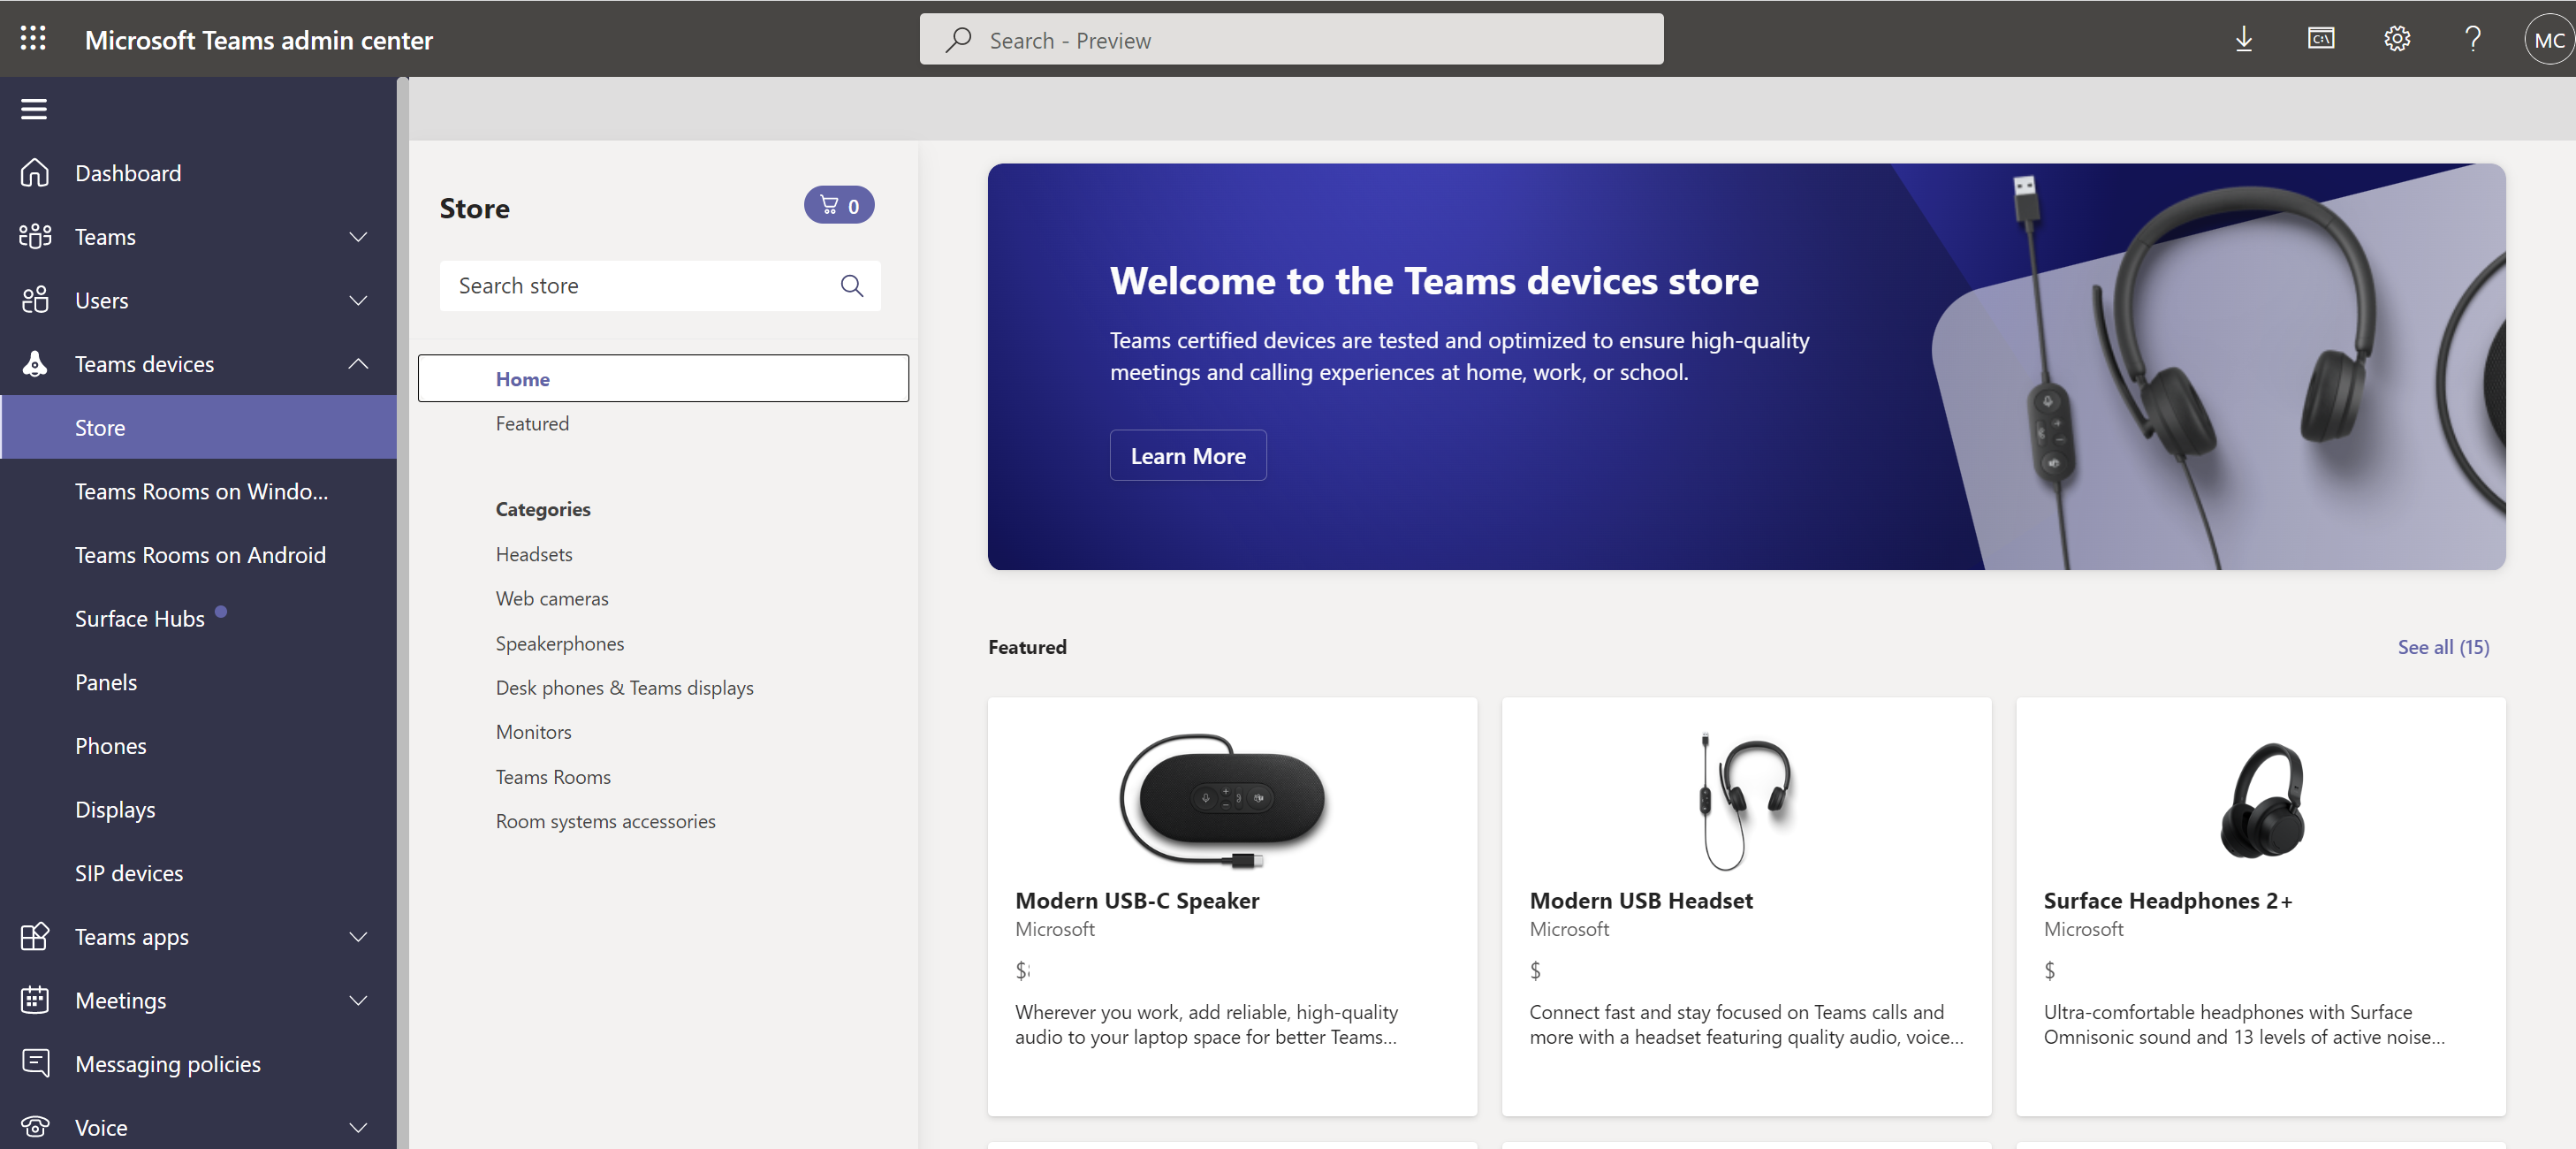 Microsoft Teams admin center
Search - Preview
C:\
MC
Dashboard
Teams
Users
Teams devices
Store
Teams Rooms on Windo...
Teams Rooms on Android
Surface Hubs
Panels
Phones
Displays
SIP devices
Teams apps
Meetings
Messaging policies
Voice
Store
0
Search store
Home
Featured
Categories
Headsets
Web cameras
Speakerphones
Desk phones & Teams displays
Monitors
Teams Rooms
Room systems accessories
Welcome to the Teams devices store
Teams certified devices are tested and optimized to ensure high-quality
meetings and calling experiences at home, work, or school.
Learn More
Featured
See all (15)
Modern USB-C Speaker
Microsoft
$
Wherever you work, add reliable, high-quality
audio to your laptop space for better Teams...
Modern USB Headset
Microsoft
$
Connect fast and stay focused on Teams calls and
more with a headset featuring quality audio, voice...
Surface Headphones 2+
Microsoft
$
Ultra-comfortable headphones with Surface
Omnisonic sound and 13 levels of active noise...